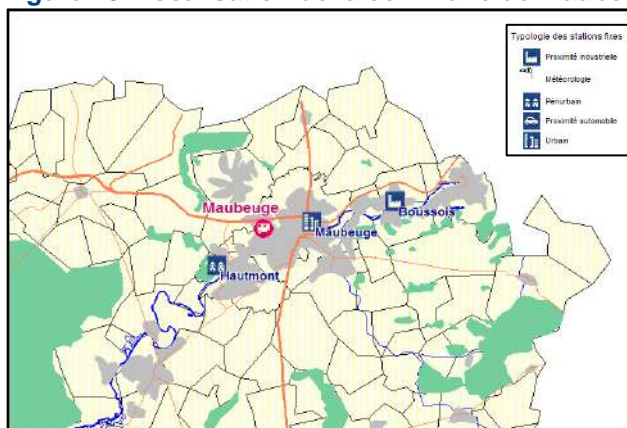 Typologie des stations fixes
Proximité industrielle
Météorologie
Périurbain
Proximité automobile
Urbain
Maubeuge
Boussois
Maubeuge
Hautmont